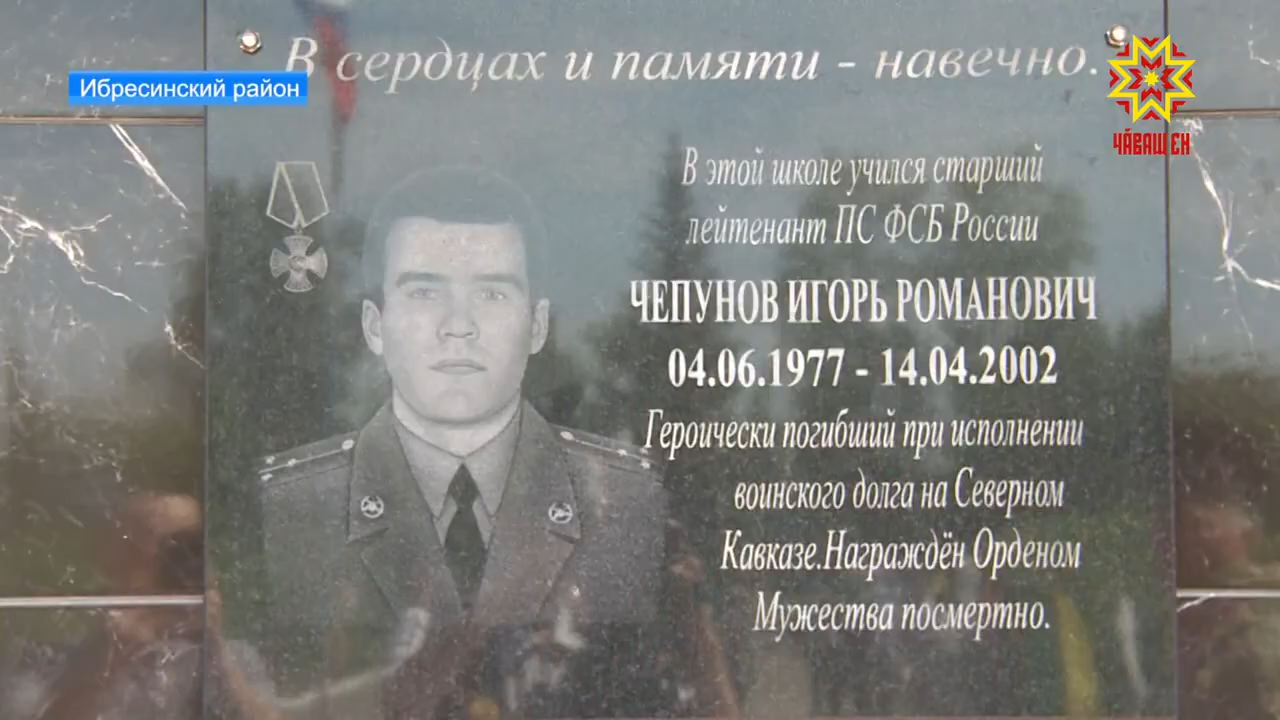 В сердцах и памяти - навечно.
Ибресинский район
ЧӐВАШ ЕН
В этой школе учился старший
лейтенант ПС ФСБ России
ЧЕПУНОВ ИГОРЬ РОМАНОВИЧ
04.06.1977 - 14.04.2002
Героически погибший при исполнении
воинского долга на Северном
Кавказе.Награждён Орденом
Мужества посмертно.